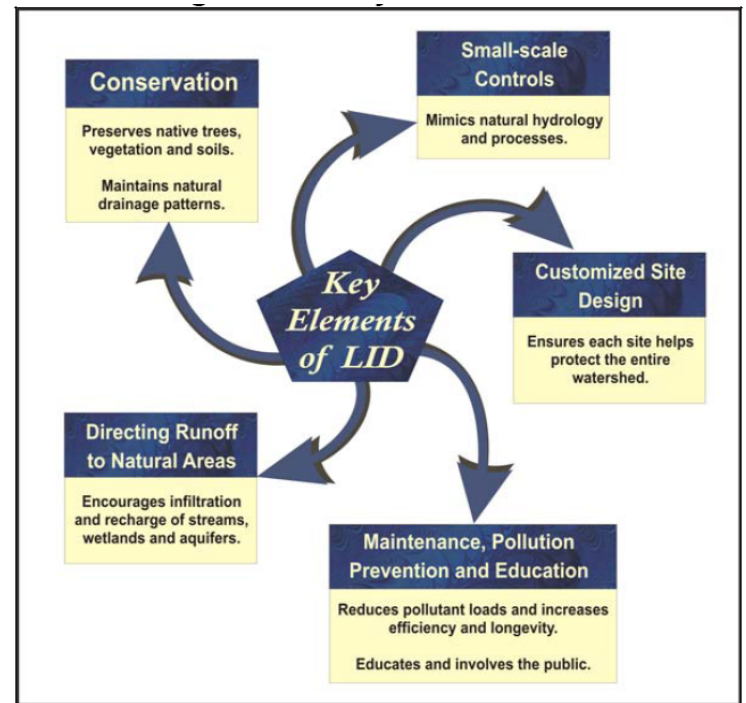 Conservation
Preserves native trees,
vegetation and soils.
Maintains natural
drainage patterns.
Small-scale
Controls
Mimics natural hydrology
and processes.
Customized Site
Design
Ensures each site helps
protect the entire
watershed.
Key
Elements
of LID
Directing Runoff
to Natural Areas
Encourages infiltration
and recharge of streams,
wetlands and aquifers.
Maintenance, Pollution
Prevention and Education
Reduces pollutant loads and increases
efficiency and longevity.
Educates and involves the public.